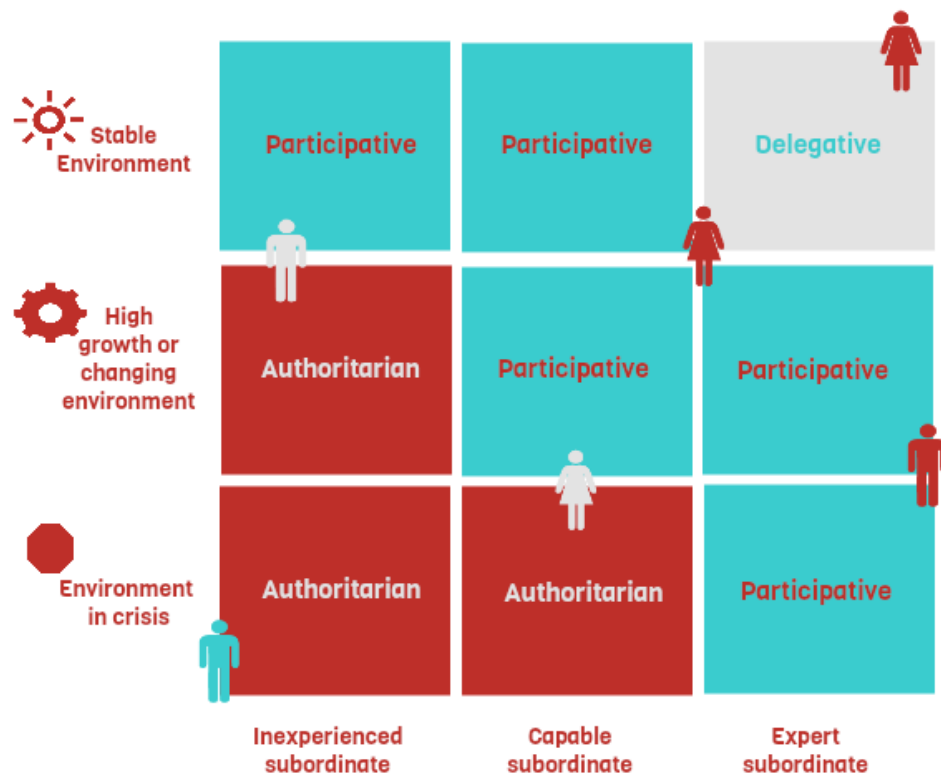 Stable
Environment
Participative
Participative
Delegative
High
growth or
changing
environment
Authoritarian
Participative
Participative
Environment
in crisis
Authoritarian
Authoritarian
Participative
Inexperienced
subordinate
Capable
subordinate
Expert
subordinate